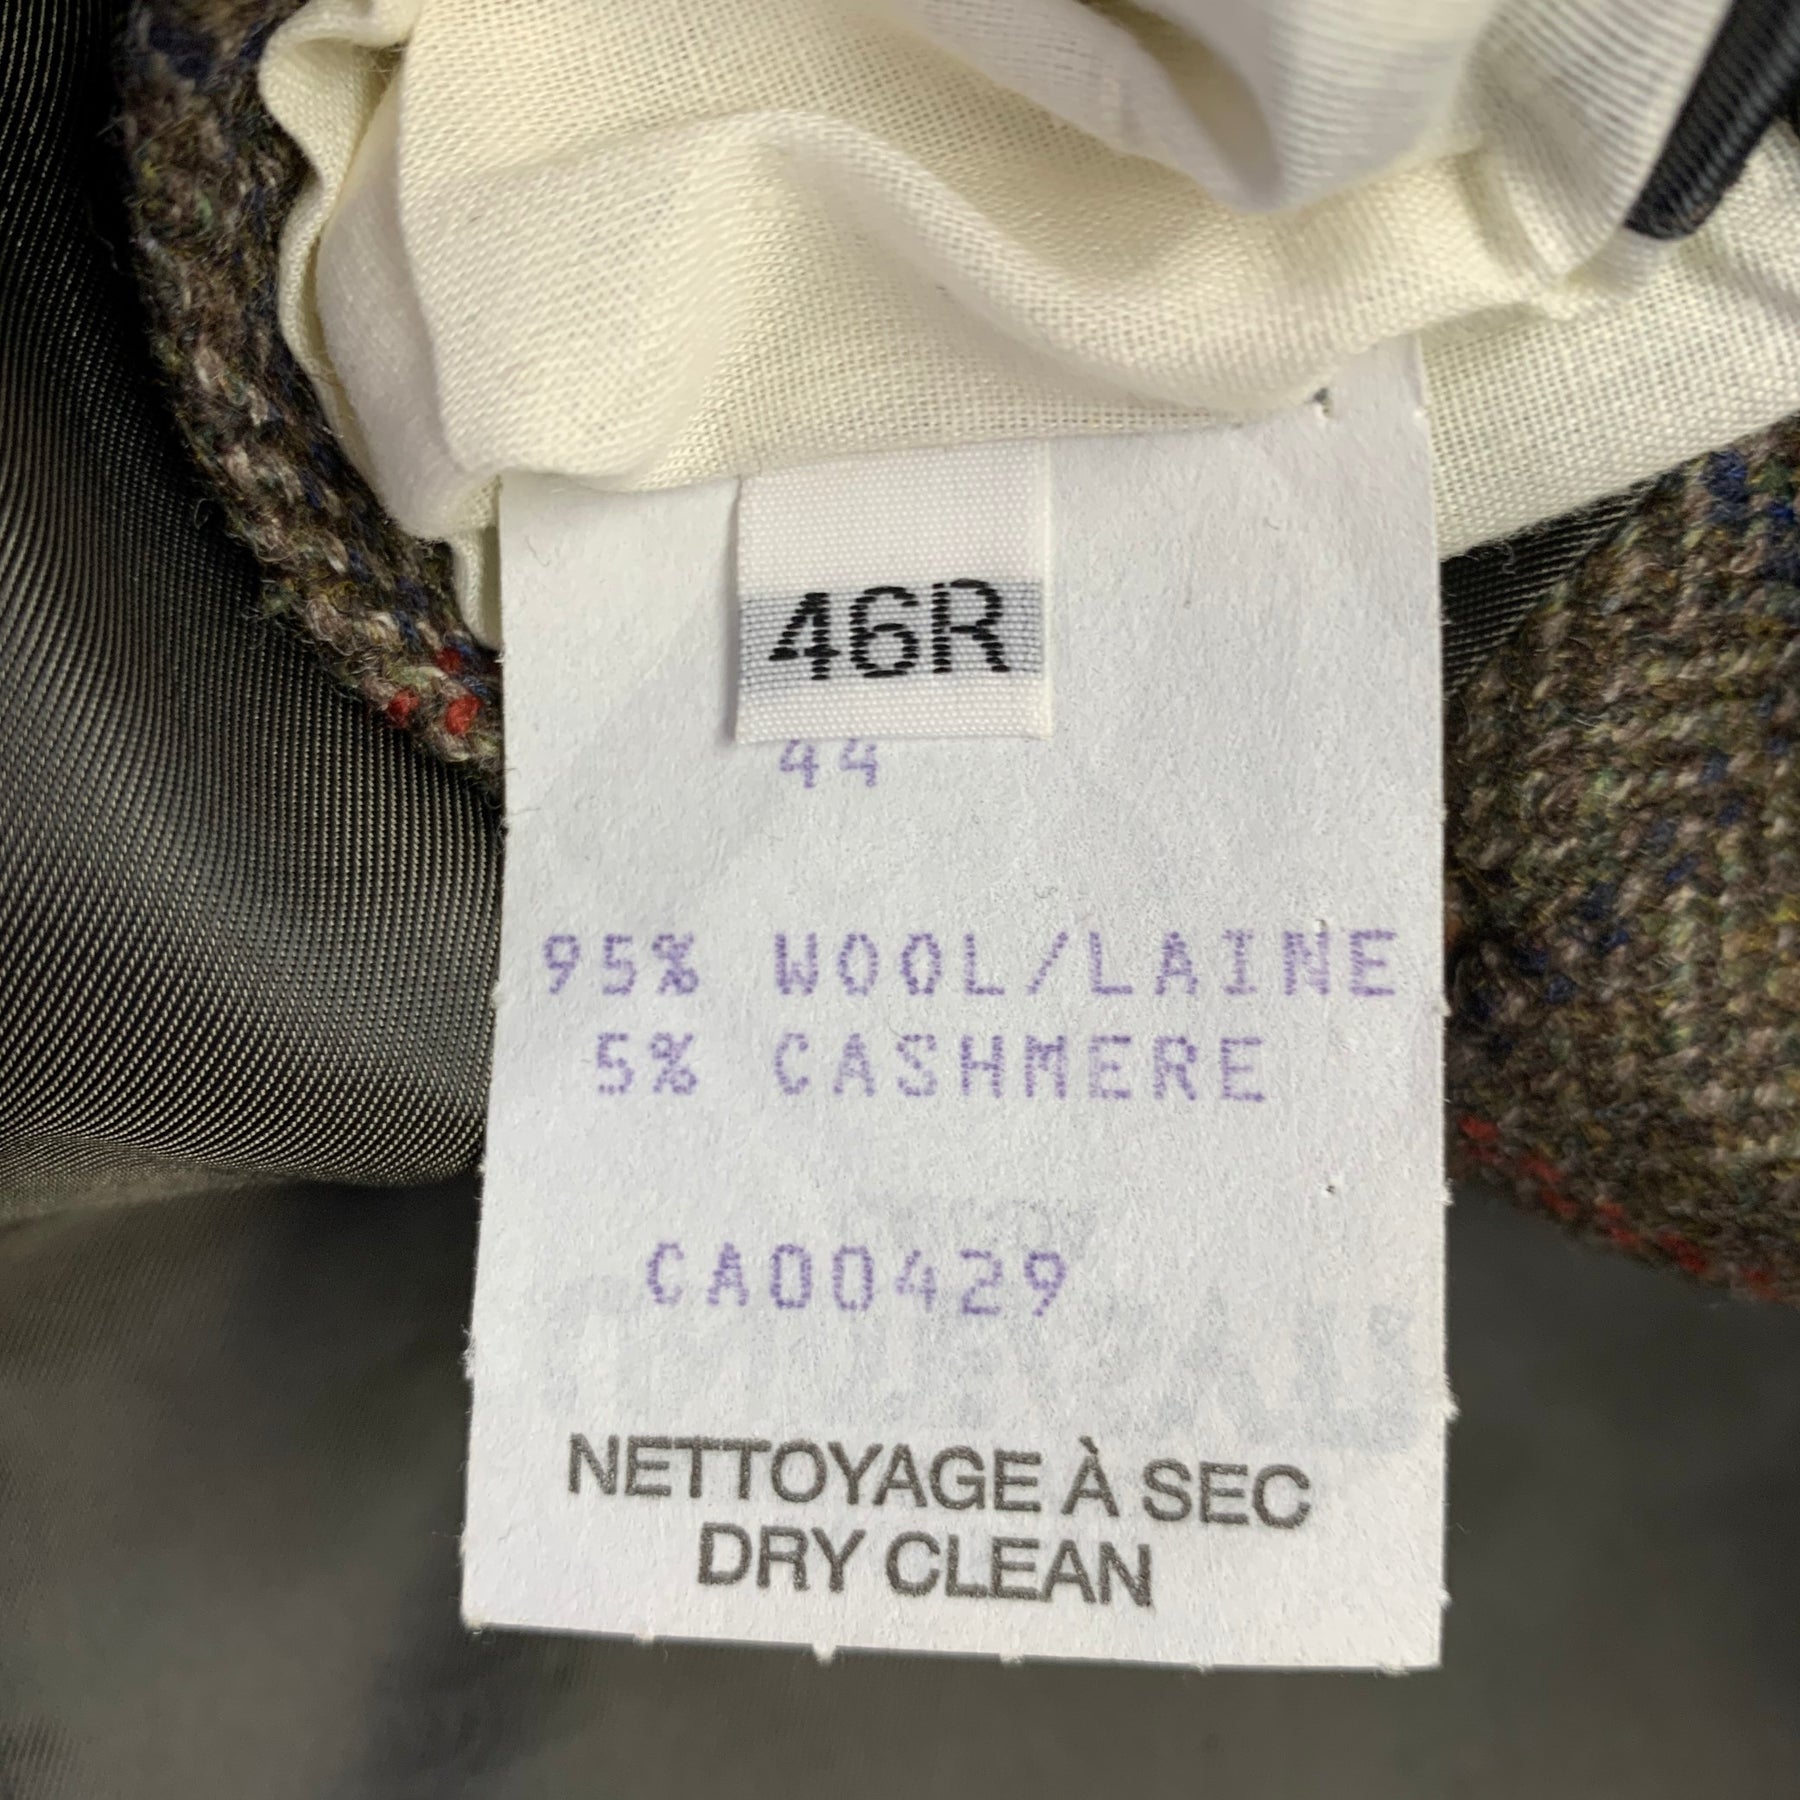 46R
44
95% WOOL/LAINE
5% CASHMERE
CA00429
NETTOYAGE À SEC
DRY CLEAN